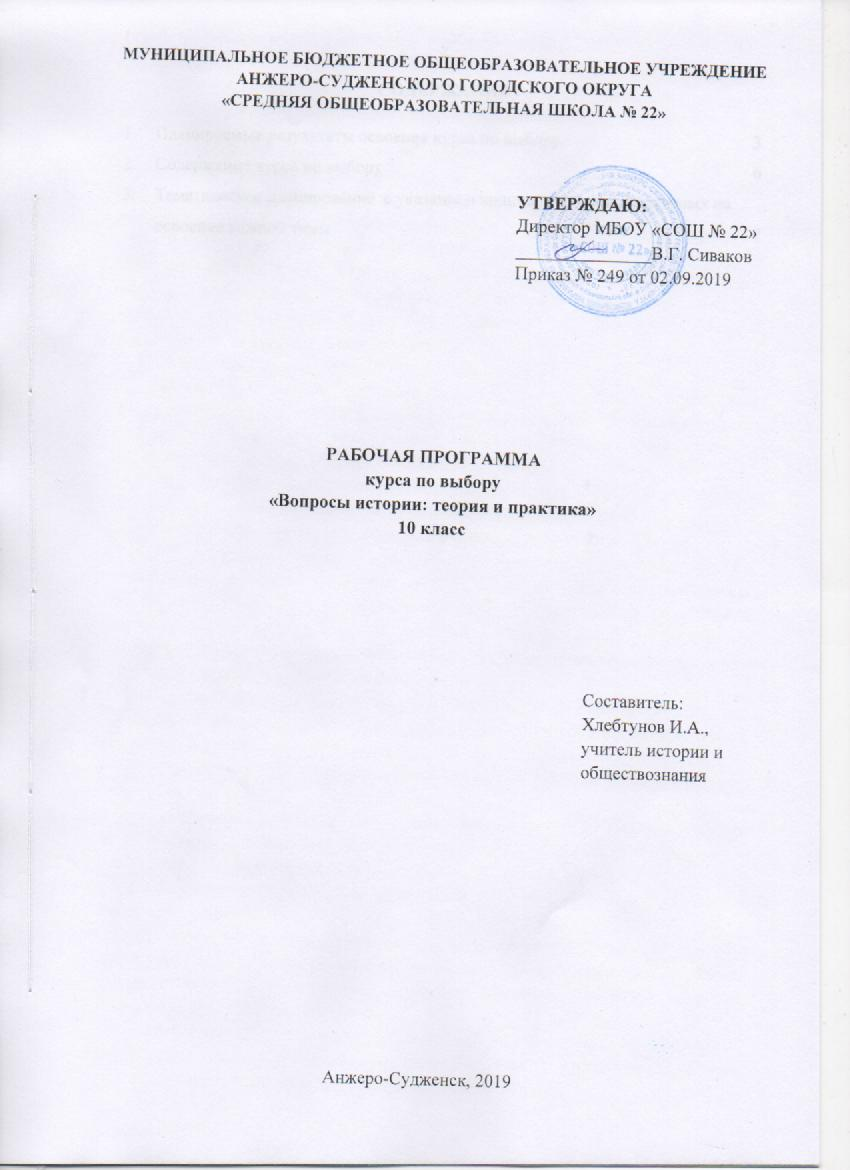 МУНИЦИПАЛЬНОЕ БЮДЖЕТНОЕ ОБЩЕОБРАЗОВАТЕЛЬНОЕ УЧРЕЖДЕНИЕ
АНЖЕРО-СУДЖЕНСКОГО ГОРОДСКОГО ОКРУГА
«СРЕДНЯЯ ОБЩЕОБРАЗОВАТЕЛЬНАЯ ШКОЛА № 22»
УТВЕРЖДАЮ:
Директор МБОУ «СОШ № 22»
В.Г. Сиваков
Приказ № 249 от 02.09.2019
РАБОЧАЯ ПРОГРАММА
курса по выбору
«Вопросы истории: теория и практика»
10 класс
Составитель:
Хлебтунов И.А.,
учитель истории и
обществознания
Анжеро-Судженск, 2019